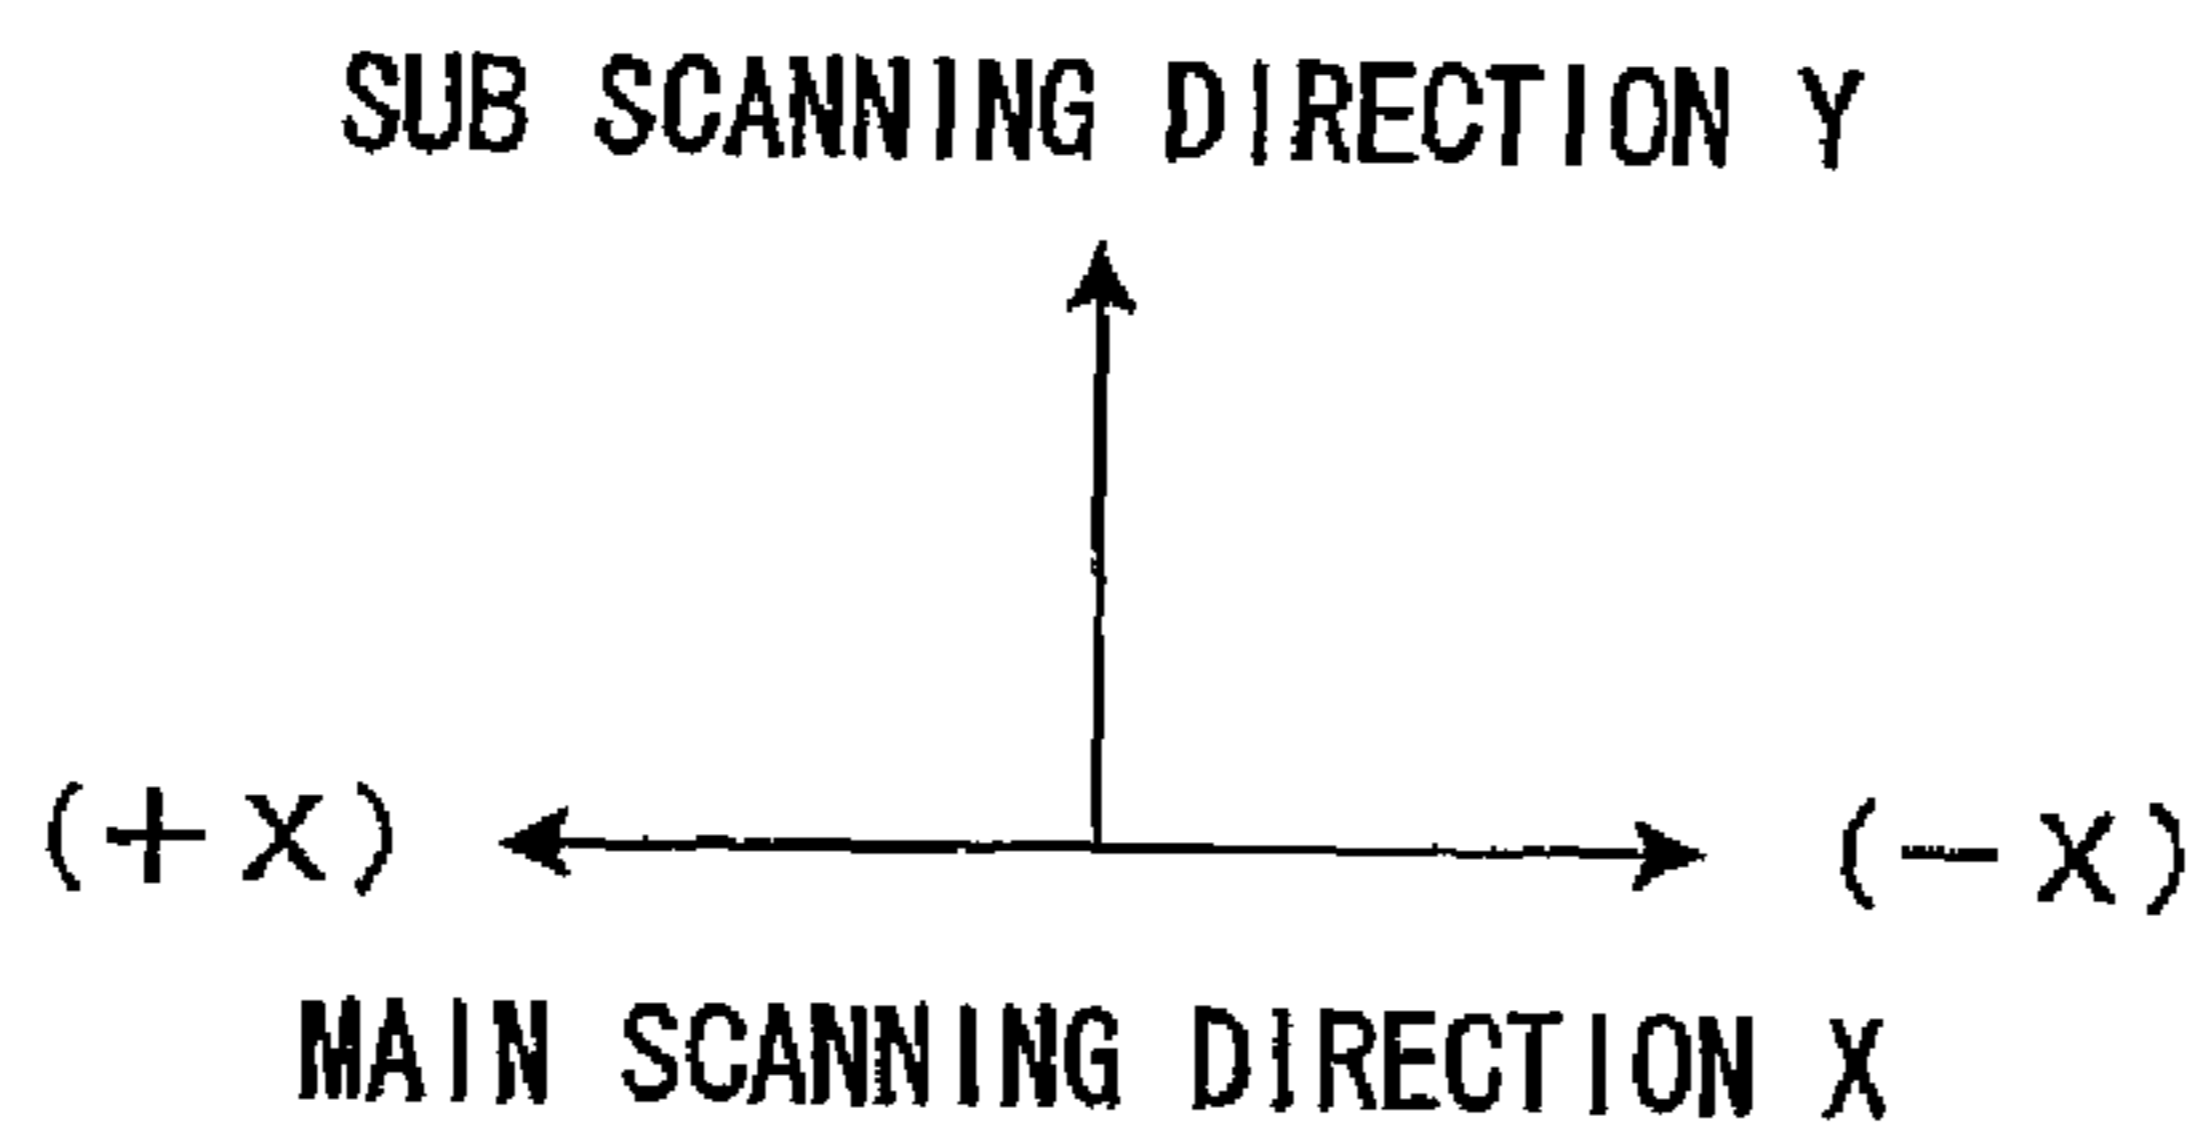 SUB SCANNING DIRECTION Y
(+X) (-X)
MAIN SCANNING DIRECTION X